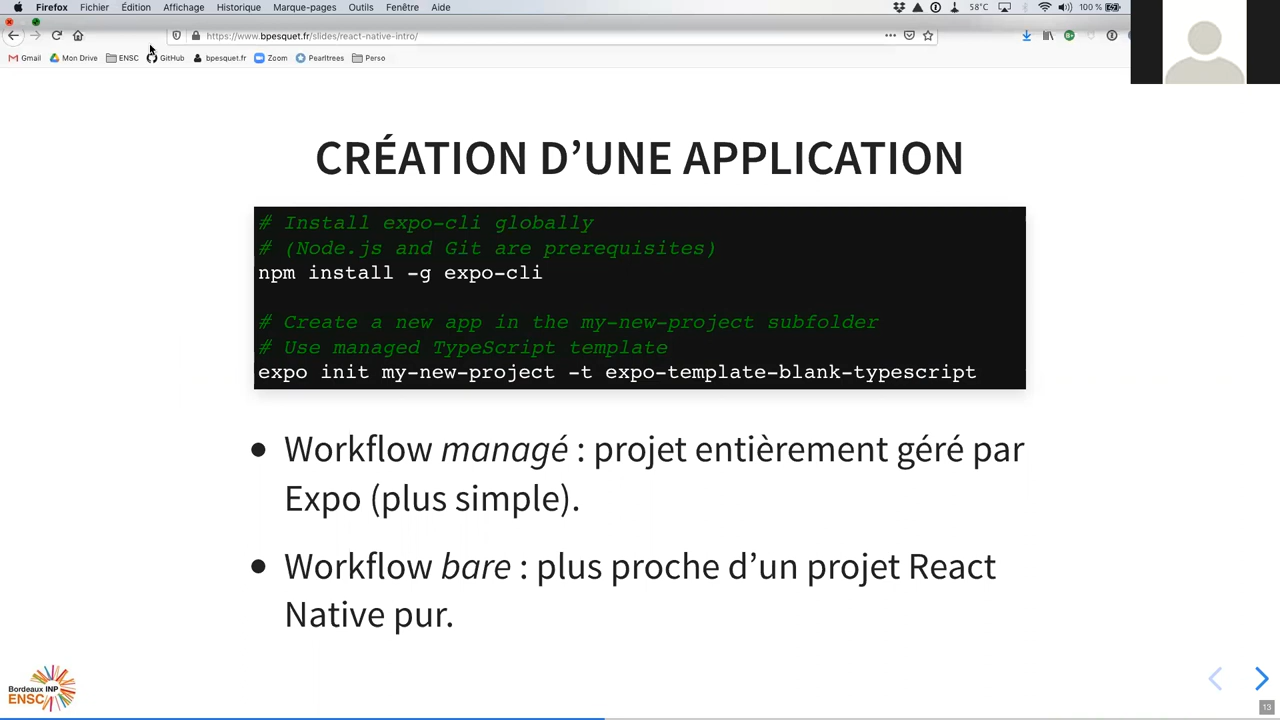 Firefox Fichier Édition Affichage Historique Marque-pages Outils Fenêtre Aide 58°C 100 %
https://www.bpesquet.fr/slides/react-native-intro/
Gmail Mon Drive ENSC GitHub bpesquet.fr Zoom Pearltrees Perso
CRÉATION D’UNE APPLICATION
# Install expo-cli globally
# (Node.js and Git are prerequisites)
npm install -g expo-cli
# Create a new app in the my-new-project subfolder
# Use managed TypeScript template
expo init my-new-project -t expo-template-blank-typescript
• Workflow managé : projet entièrement géré par
Expo (plus simple).
• Workflow bare : plus proche d’un projet React
Native pur.
Bordeaux INP
ENSC
13